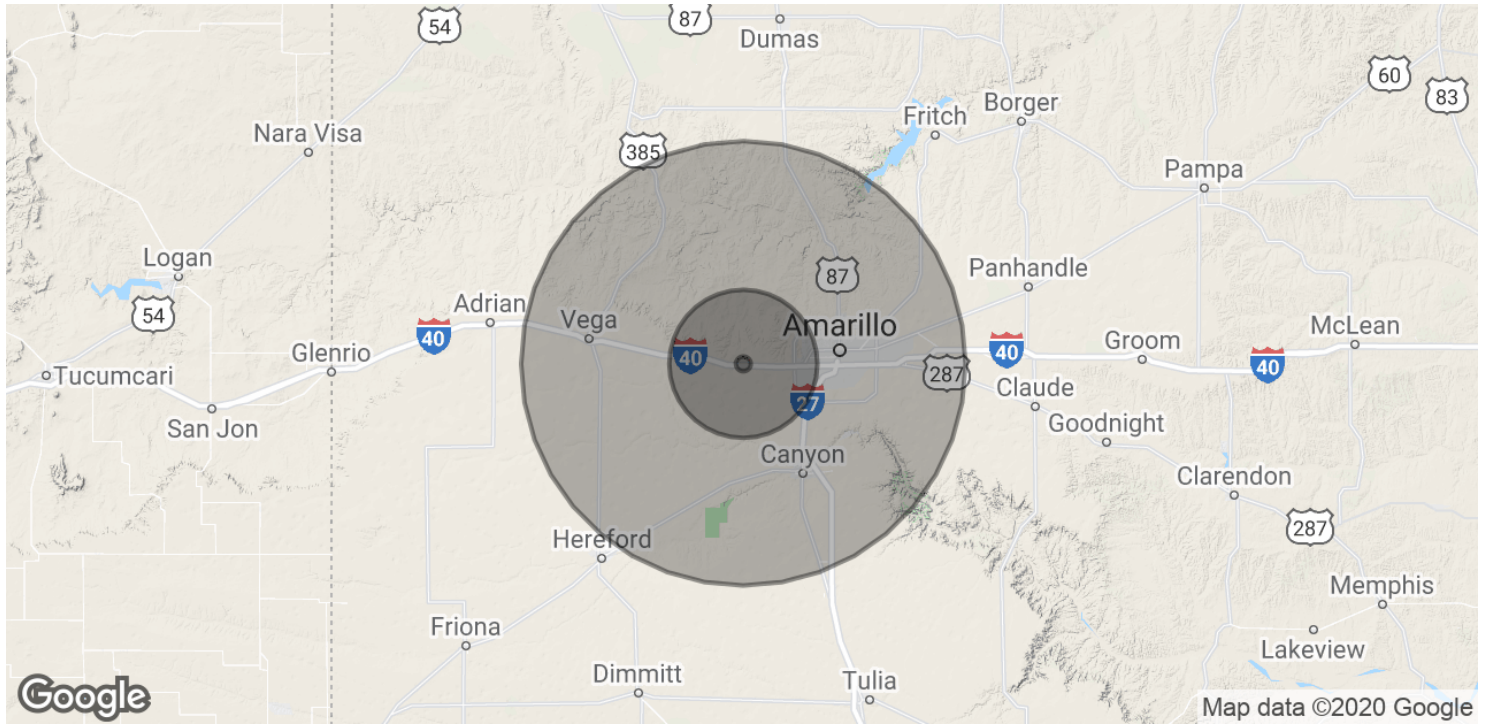 54
87
Dumas
60
83
Fritch
Borger
Nara Visa
385
Pampa
Logan
87
Panhandle
54
Adrian
Vega
Amarillo
McLean
40
Glenrio
40
40
Groom
40
Tucumcari
287
Claude
27
San Jon
Goodnight
Canyon
Clarendon
287
Hereford
Memphis
Friona
Lakeview
Dimmitt
Tulia
Google
Map data ©2020 Google